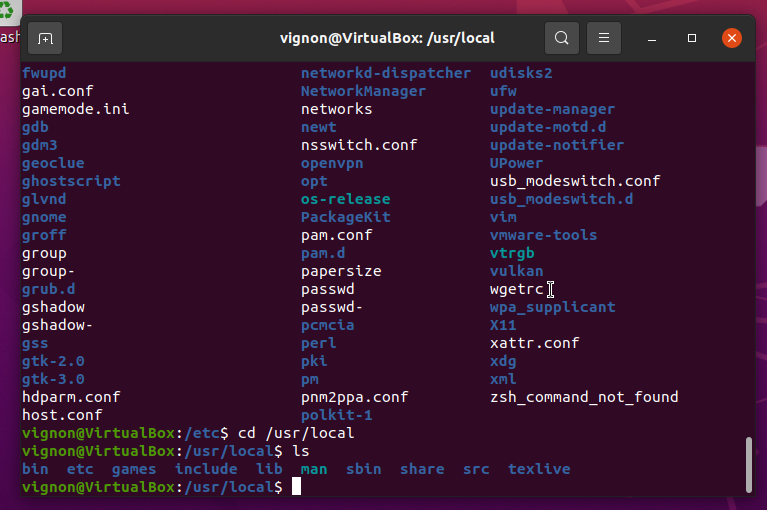 ash
vignon@VirtualBox: /usr/local
fwupd networkd-dispatcher udisks2
gai.conf NetworkManager ufw
gamemode.ini networks update-manager
gdb newt update-motd.d
gdm3 nsswitch.conf update-notifier
geoclue openvpn UPower
ghostscript opt usb_modeswitch.conf
glvnd os-release usb_modeswitch.d
gnome PackageKit vim
groff pam.conf vmware-tools
group pam.d vtrgb
group- papersize vulkan
grub.d passwd wgetrc
gshadow passwd- wpa_supplicant
gshadow- pcmcia X11
gss perl xattr.conf
gtk-2.0 pki xdg
gtk-3.0 pm xml
hdparm.conf pnm2ppa.conf zsh_command_not_found
host.conf polkit-1
vignon@VirtualBox:/etc$ cd /usr/local
vignon@VirtualBox:/usr/local$ ls
bin etc games include lib man sbin share src texlive
vignon@VirtualBox:/usr/local$